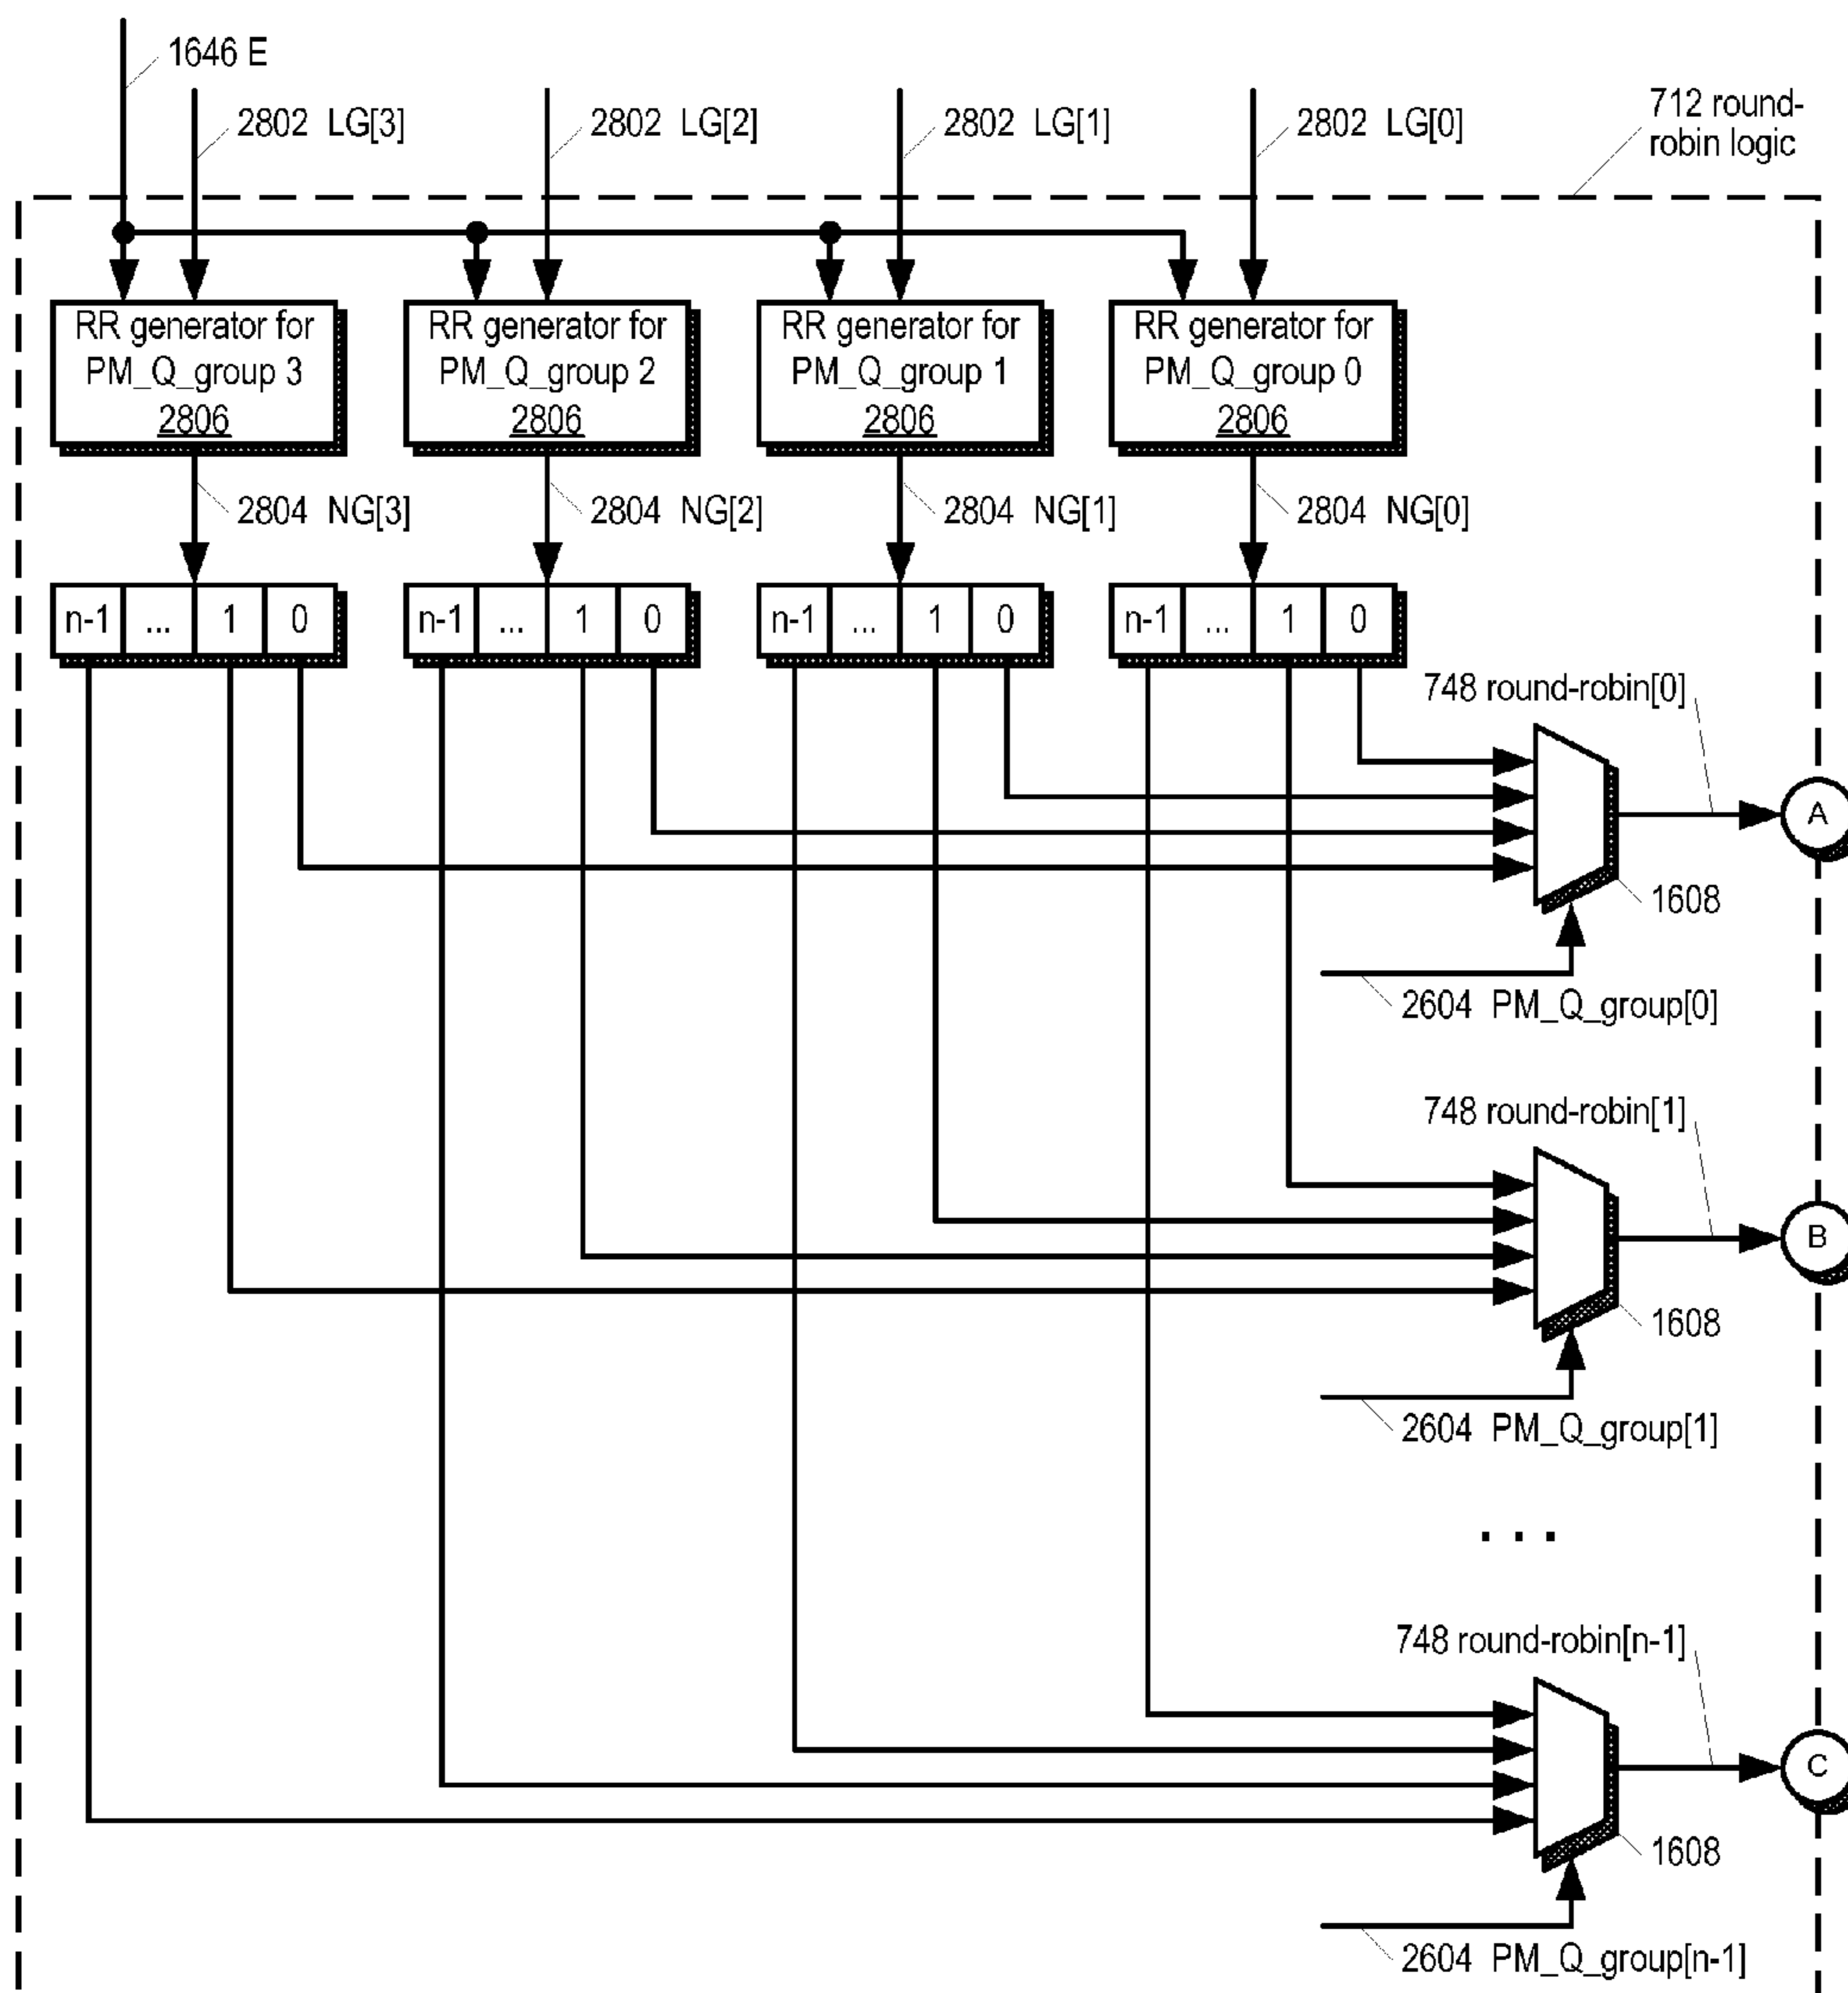 1646 E
2802 LG[3]
2802 LG[2]
2802 LG[1]
2802 LG[0]
712 round-
robin logic
RR generator for
PM_Q_group 3
2806
RR generator for
PM_Q_group 2
2806
RR generator for
PM_Q_group 1
2806
RR generator for
PM_Q_group 0
2806
2804 NG[3]
2804 NG[2]
2804 NG[1]
2804 NG[0]
n-1 ... 1 0
n-1 ... 1 0
n-1 ... 1 0
n-1 ... 1 0
748 round-robin[0]
A
1608
2604 PM_Q_group[0]
748 round-robin[1]
B
1608
2604 PM_Q_group[1]
. . .
748 round-robin[n-1]
C
1608
2604 PM_Q_group[n-1]